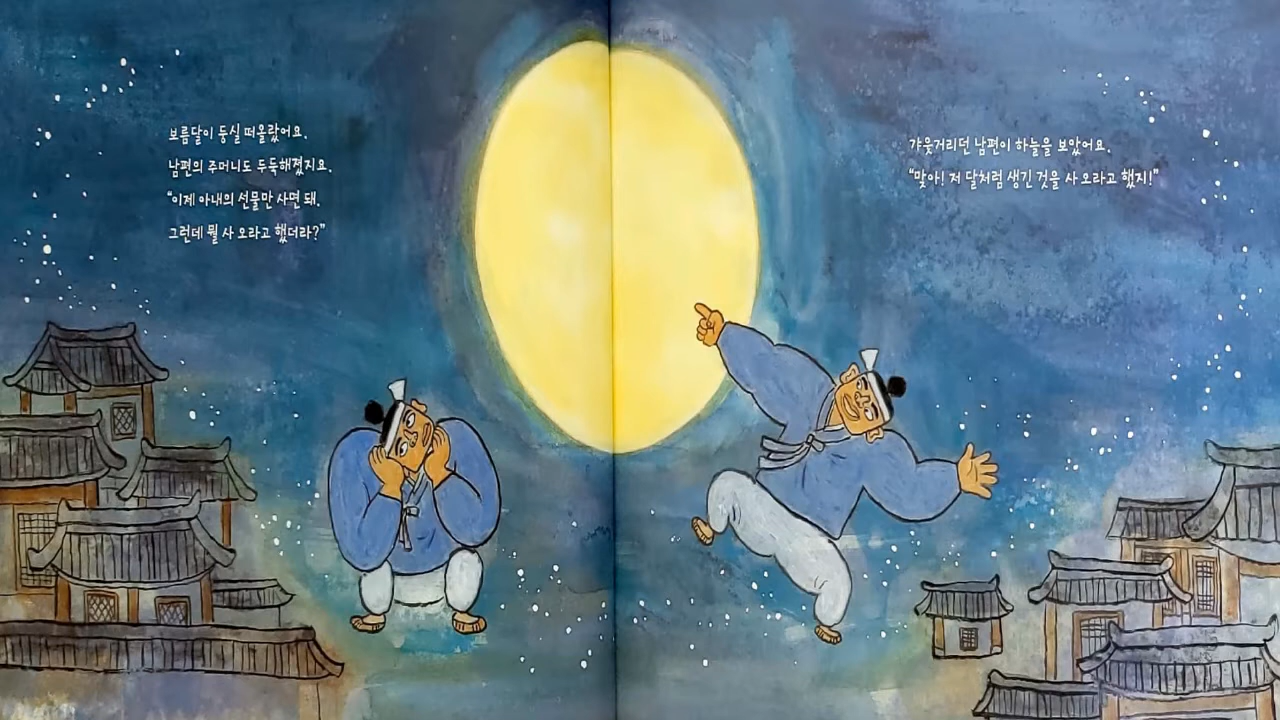 보름달이 둥실 떠올랐어요.
남편의 주머니도 두둑해졌지요.
“이제 아내의 선물만 사면 돼.
그런데 뭘 사 오라고 했더라?”
갸웃거리던 남편이 하늘을 보았어요.
“맞아! 저 달처럼 생긴 것을 사 오라고 했지!”